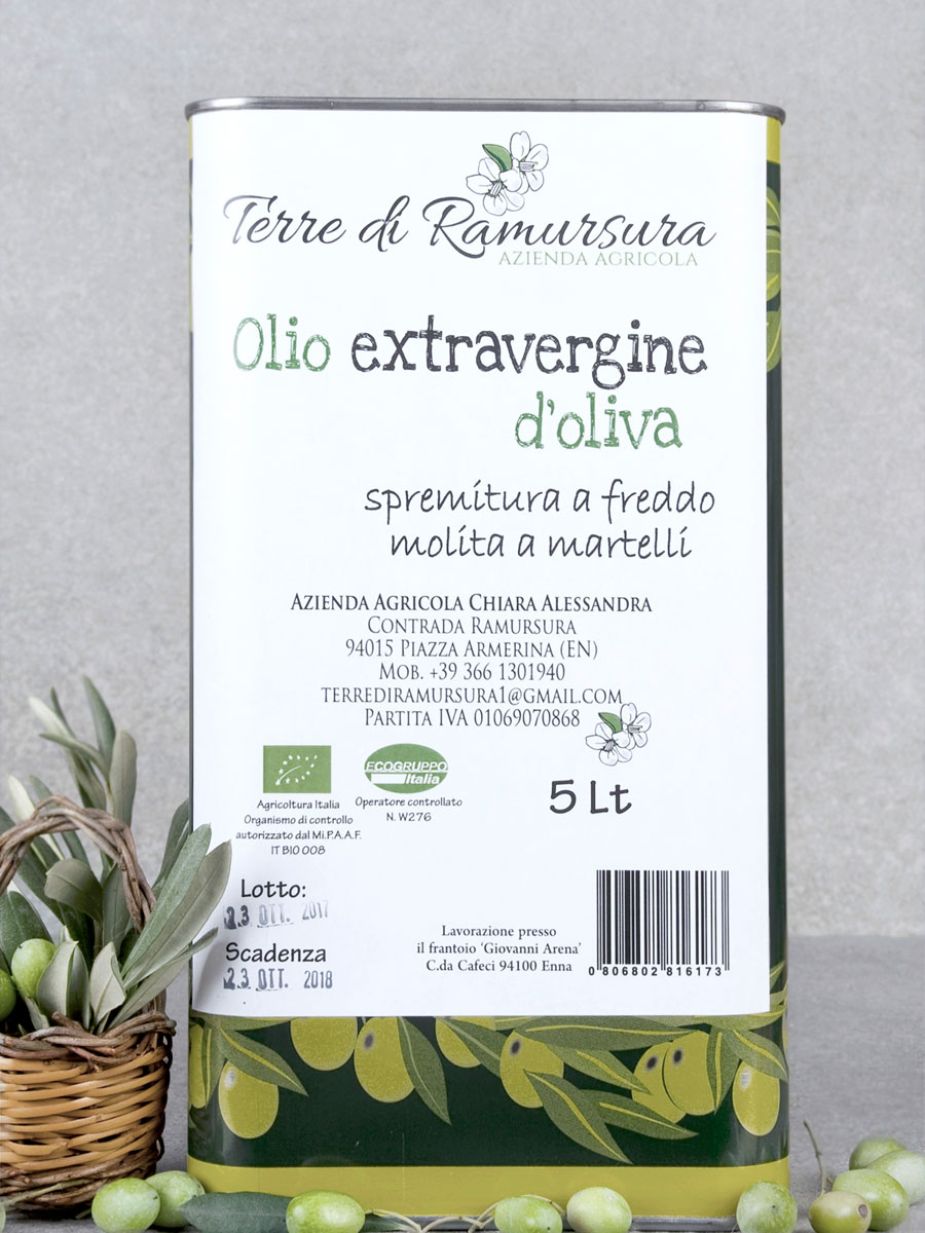 Terre di Ramursura
AZIENDA AGRICOLA
Olio extravergine
d'oliva
spremitura a freddo
molita a martelli
AZIENDA AGRICOLA CHIARA ALESSANDRA
CONTRADA RAMURSURA
94015 PIAZZA ARMERINA (EN)
MOB. +39 366 1301940
TERREDIRAMURSURA1@GMAIL.COM
PARTITA IVA 01069070868
ECOGRUPPO
Italia
Agricoltura Italia
Organismo di controllo
autorizzato dal Mi.P.A.A.F.
IT BIO 008
Operatore controllato
N. W276
5 Lt
Lotto:
23 OTT. 2017
Scadenza
23 OTT. 2018
Lavorazione presso
il frantoio 'Giovanni Arena'
C.da Cafeci 94100 Enna
0 806802 816173